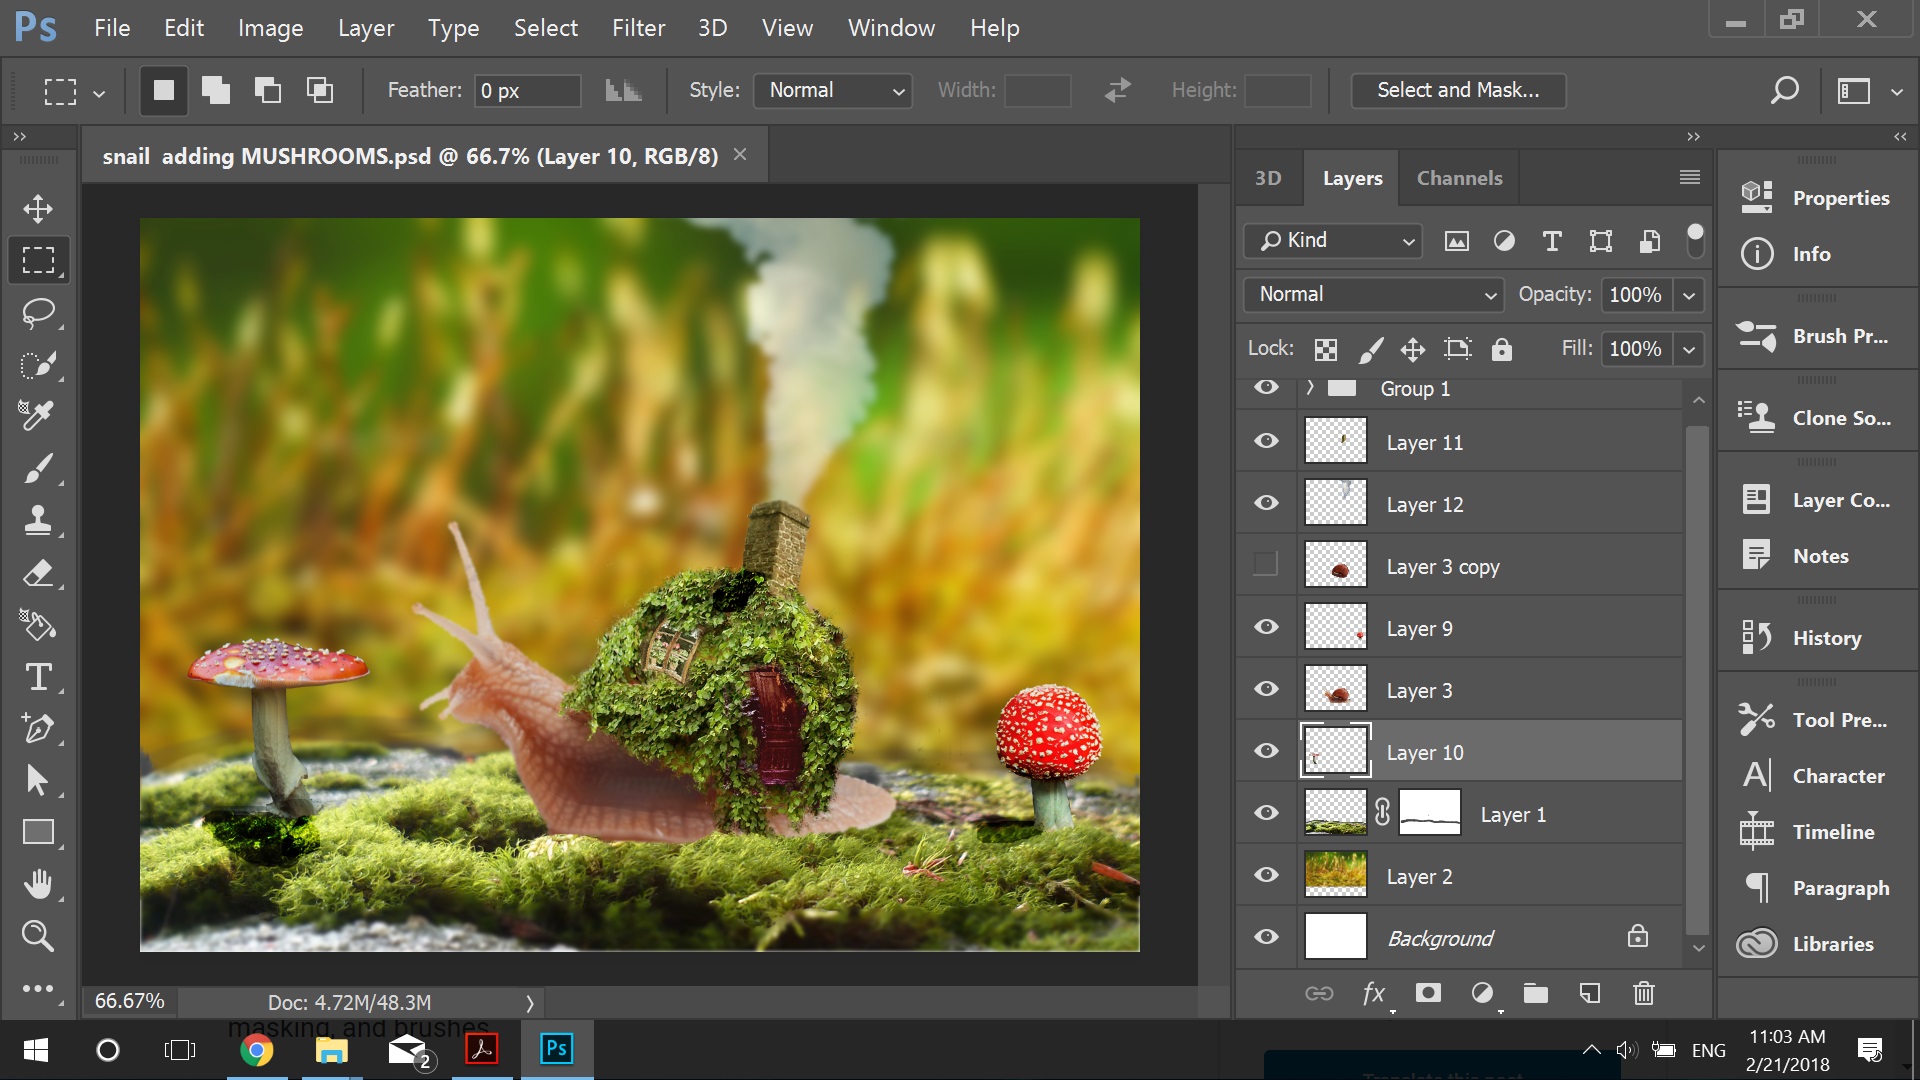 Ps File Edit Image Layer Type Select Filter 3D View Window Help
Feather: 0 px Style: Normal Width: Height: Select and Mask...
snail adding MUSHROOMS.psd @ 66.7% (Layer 10, RGB/8)
3D Layers Channels
Kind
Normal Opacity: 100%
Lock: Fill: 100%
Group 1
Layer 11
Layer 12
Layer 3 copy
Layer 9
Layer 3
Layer 10
Layer 1
Layer 2
Background
fx
Properties
Info
Brush Pr...
Clone So...
Layer Co...
Notes
History
Tool Pre...
Character
Timeline
Paragraph
Libraries
66.67% Doc: 4.72M/48.3M
masking, and brushes
2
Ps
ENG
11:03 AM
2/21/2018